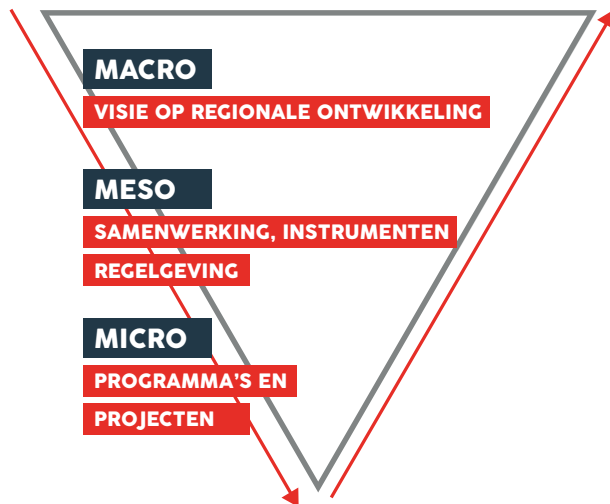 MACRO
VISIE OP REGIONALE ONTWIKKELING
MESO
SAMENWERKING, INSTRUMENTEN
REGELGEVING
MICRO
PROGRAMMA'S EN
PROJECTEN